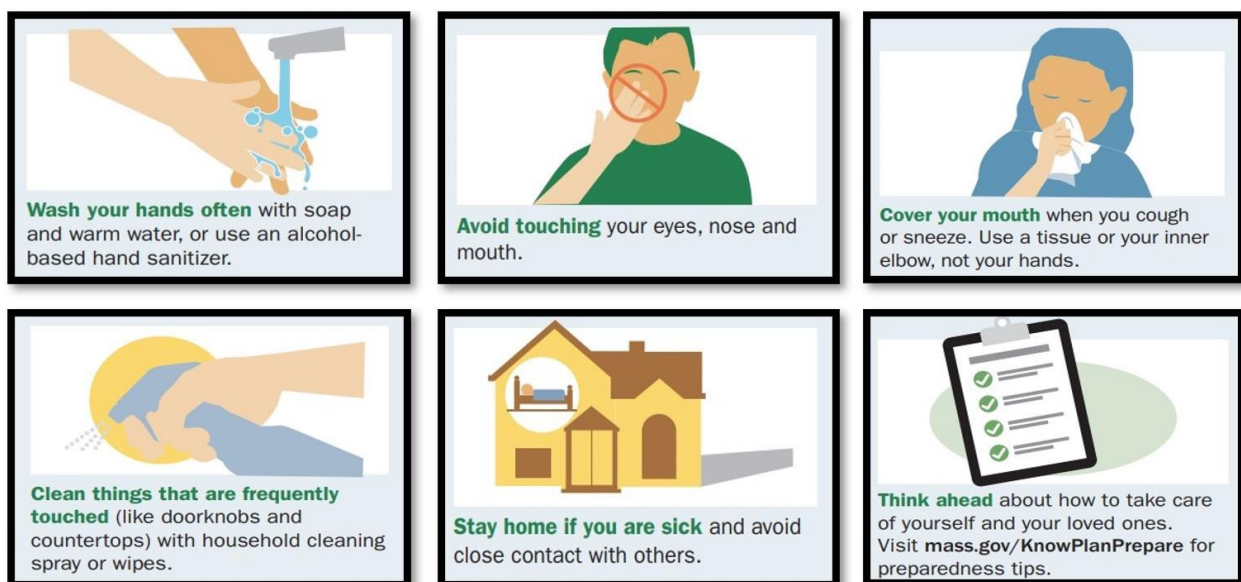 Wash your hands often with soap
and warm water, or use an alcohol-
based hand sanitizer.
Avoid touching your eyes, nose and
mouth.
Cover your mouth when you cough
or sneeze. Use a tissue or your inner
elbow, not your hands.
Clean things that are frequently
touched (like doorknobs and
countertops) with household cleaning
spray or wipes.
Stay home if you are sick and avoid
close contact with others.
Think ahead about how to take care
of yourself and your loved ones.
Visit mass.gov/KnowPlanPrepare for
preparedness tips.